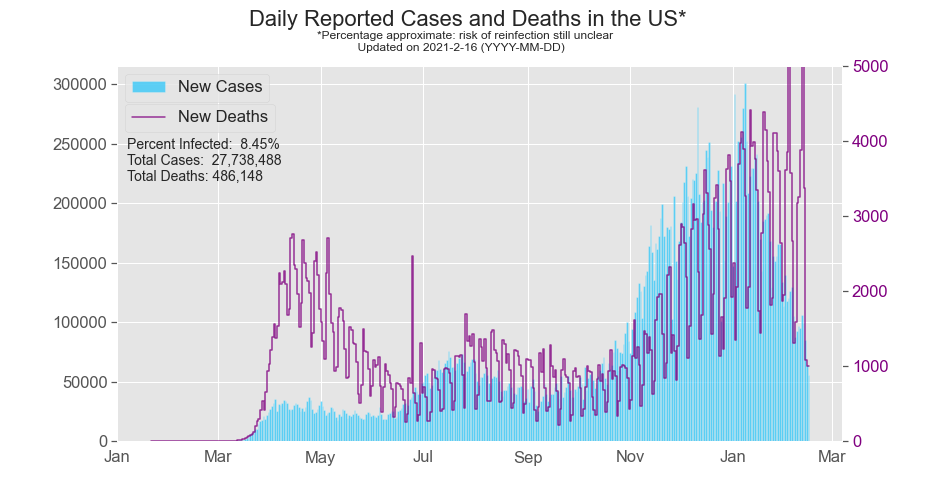 Daily Reported Cases and Deaths in the US*
*Percentage approximate: risk of reinfection still unclear
Updated on 2021-2-16 (YYYY-MM-DD)
New Cases
New Deaths
Percent Infected: 8.45%
Total Cases: 27,738,488
Total Deaths: 486,148
300000
250000
200000
150000
100000
50000
0
5000
4000
3000
2000
1000
0
Jan Mar May Jul Sep Nov Jan Mar